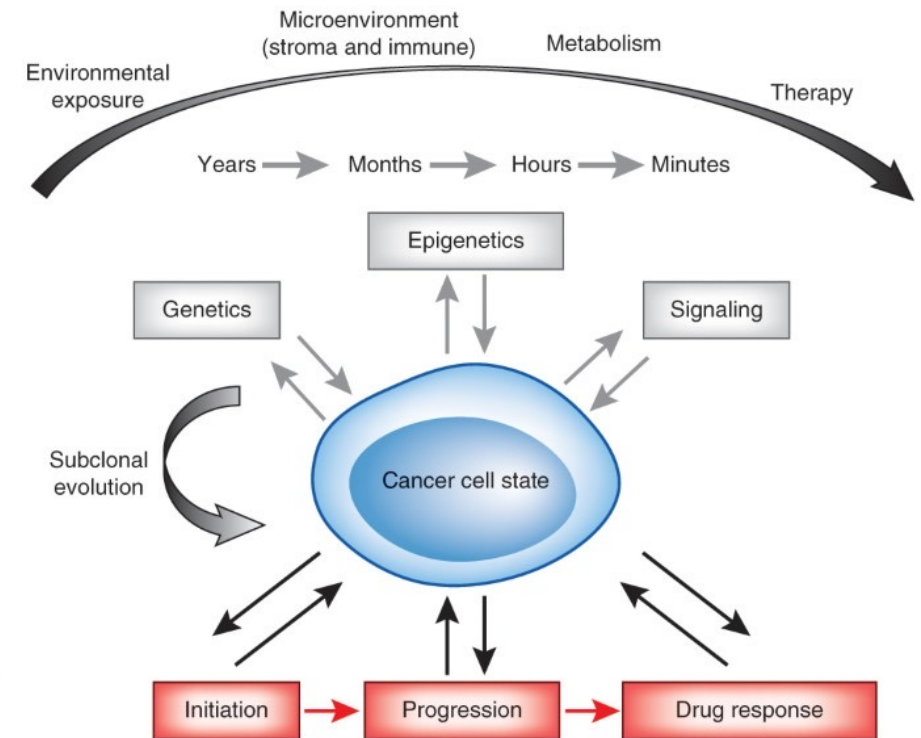 Microenvironment
(stroma and immune)
Metabolism
Environmental
exposure
Therapy
Years
Months
Hours
Minutes
Epigenetics
Genetics
Signaling
Subclonal
evolution
Cancer cell state
Initiation
Progression
Drug response